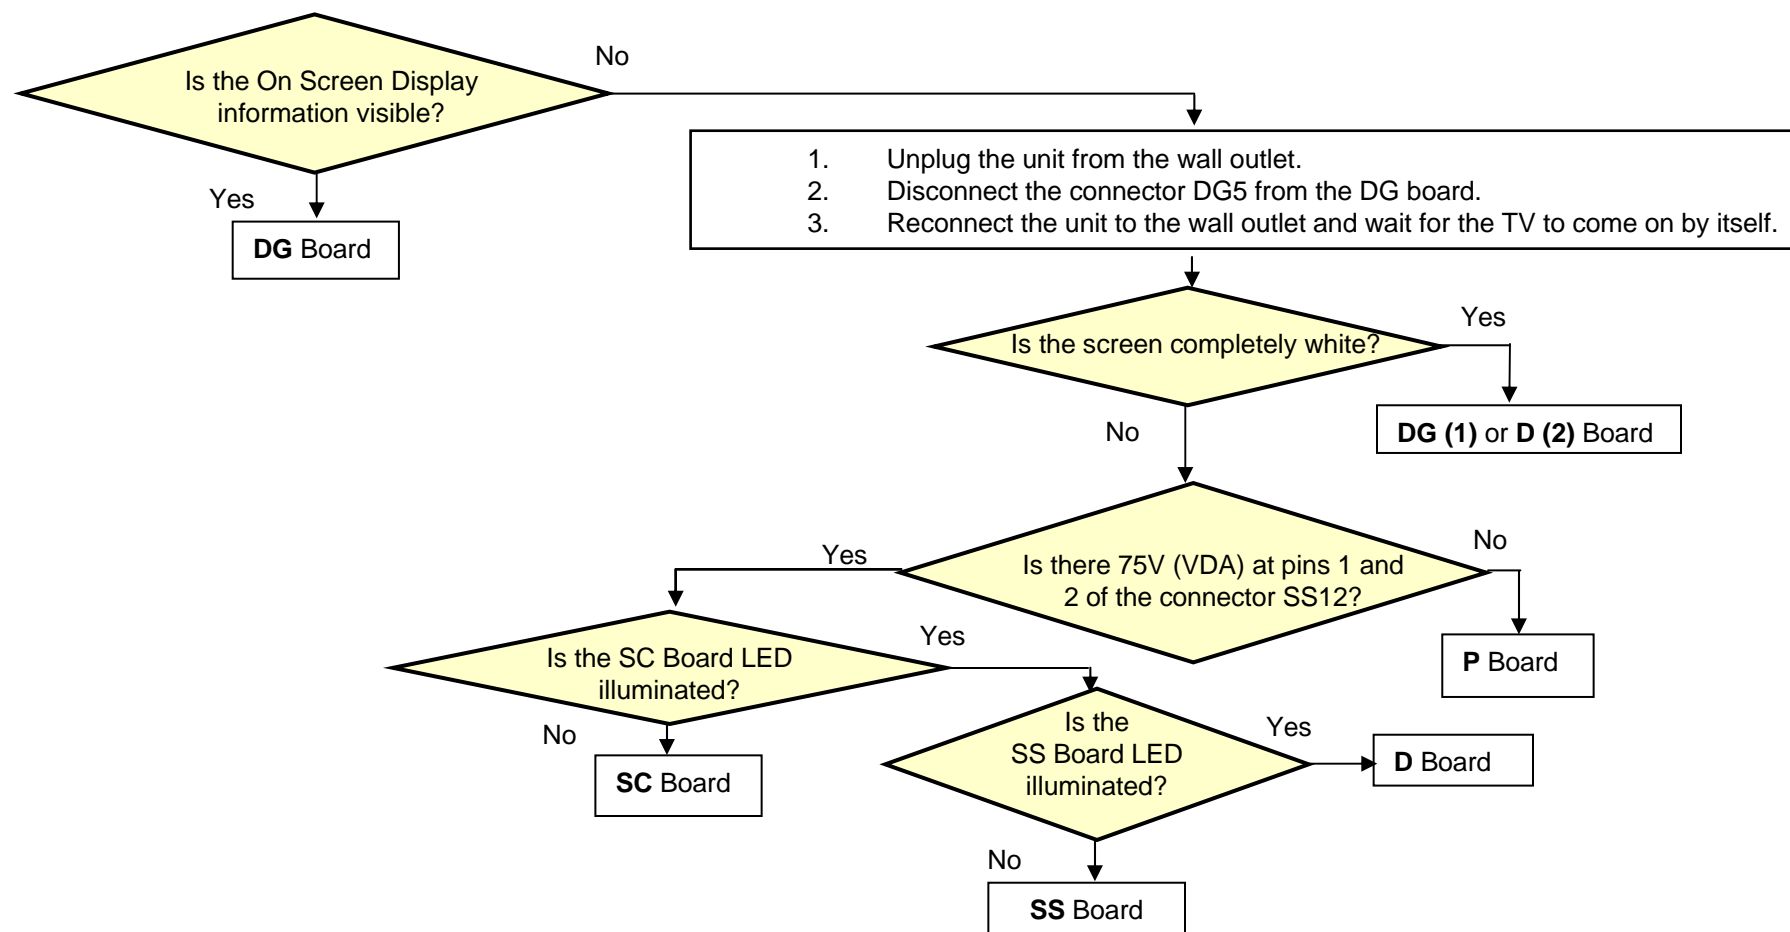 No
Is the On Screen Display
information visible?
Yes
DG Board
1. Unplug the unit from the wall outlet.
2. Disconnect the connector DG5 from the DG board.
3. Reconnect the unit to the wall outlet and wait for the TV to come on by itself.
Is the screen completely white?
Yes
DG (1) or D (2) Board
No
Is there 75V (VDA) at pins 1 and
2 of the connector SS12?
No
P Board
Yes
Is the SC Board LED
illuminated?
Yes
No
SC Board
Is the
SS Board LED
illuminated?
Yes
D Board
No
SS Board